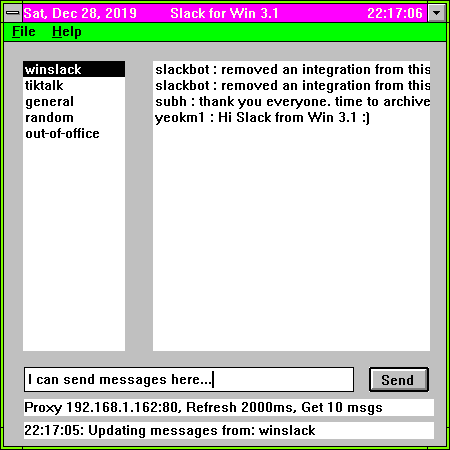 Sat, Dec 28, 2019 Slack for Win 3.1 22:17:06
File Help
winslack
tiktalk
general
random
out-of-office
slackbot : removed an integration from this
slackbot : removed an integration from this
subh : thank you everyone. time to archive
yeokm1 : Hi Slack from Win 3.1 :)
I can send messages here...
Send
Proxy 192.168.1.162:80, Refresh 2000ms, Get 10 msgs
22:17:05: Updating messages from: winslack